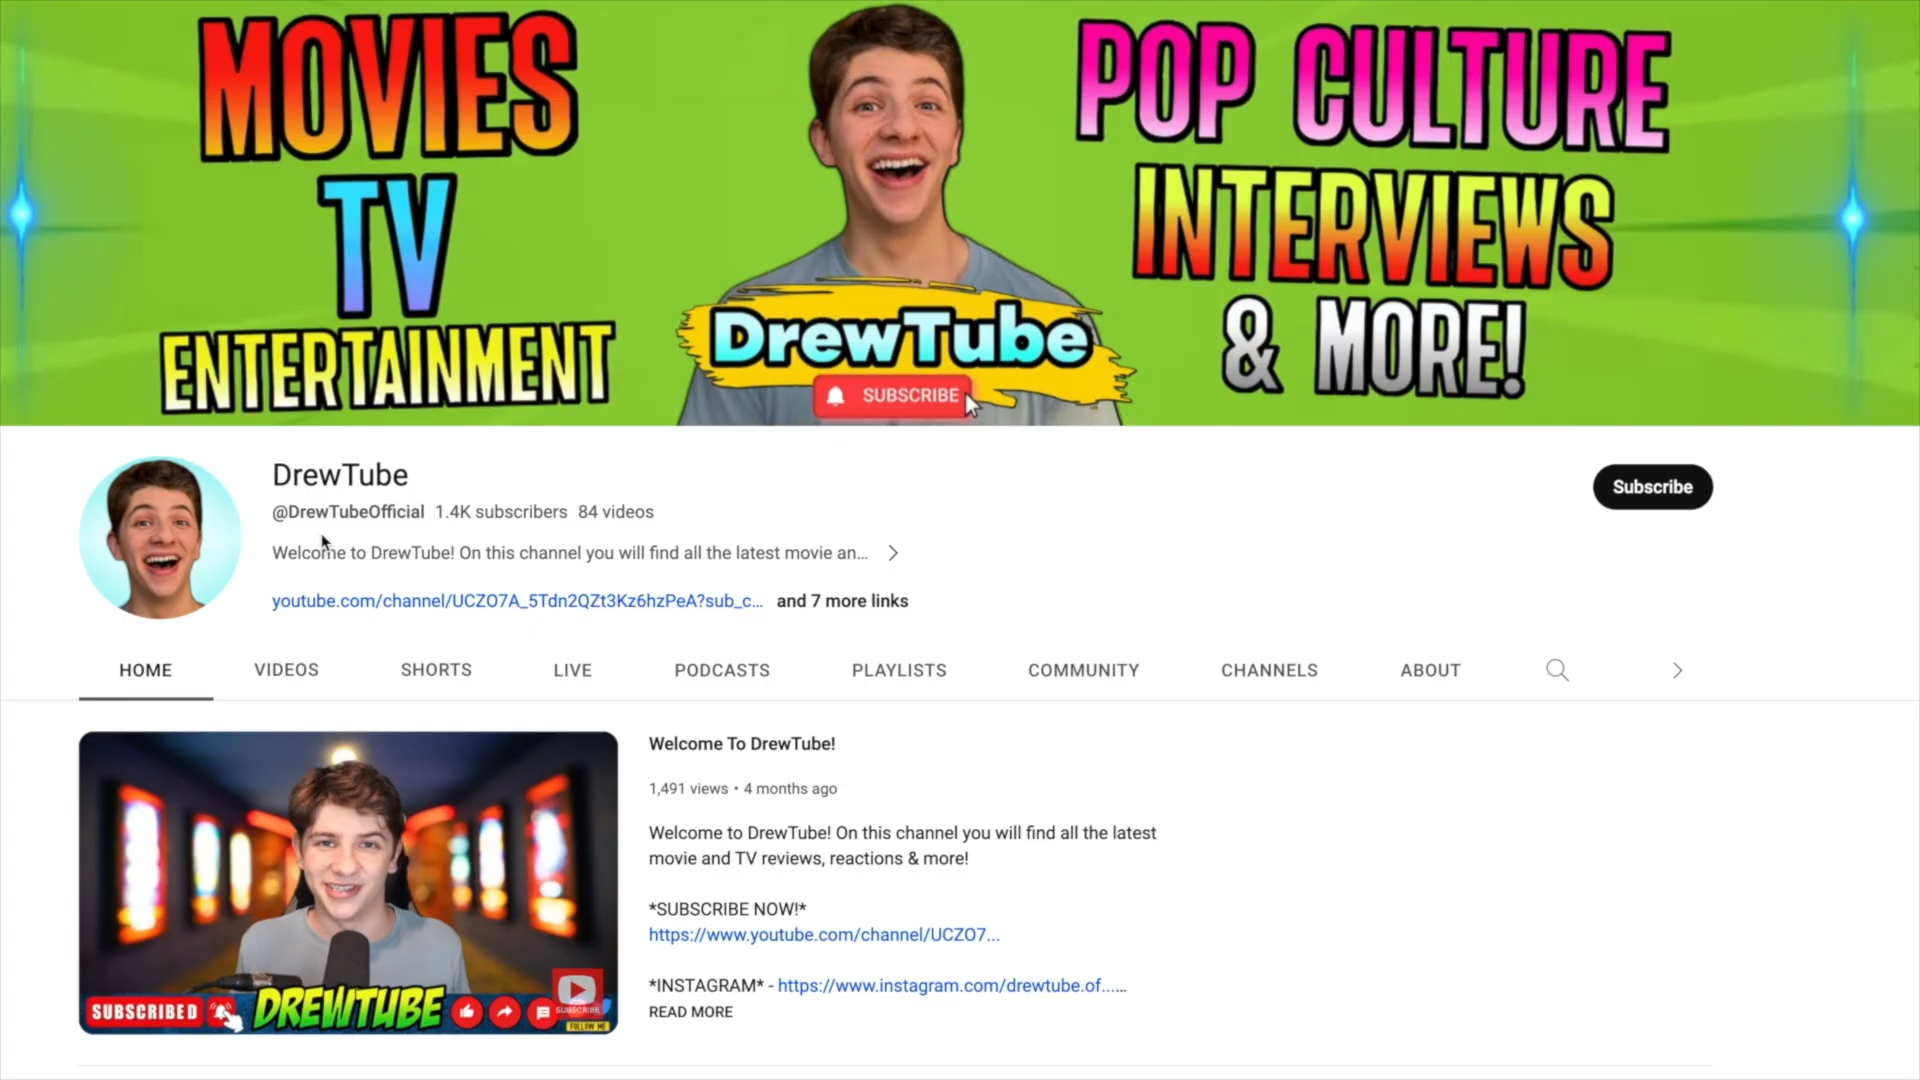 MOVIES
TV
ENTERTAINMENT
POP CULTURE
INTERVIEWS
& MORE!
DrewTube
SUBSCRIBE
DrewTube
@DrewTubeOfficial 1.4K subscribers 84 videos
Welcome to DrewTube! On this channel you will find all the latest movie an...
youtube.com/channel/UCZO7A_5Tdn2QZt3Kz6hzPeA?sub_c... and 7 more links
Subscribe
HOME VIDEOS SHORTS LIVE PODCASTS PLAYLISTS COMMUNITY CHANNELS ABOUT
SUBSCRIBED DREWTUBE SUBSCRIBE
FOLLOW ME
Welcome To DrewTube!
1,491 views • 4 months ago
Welcome to DrewTube! On this channel you will find all the latest
movie and TV reviews, reactions & more!
*SUBSCRIBE NOW!*
https://www.youtube.com/channel/UCZO7...
*INSTAGRAM* - https://www.instagram.com/drewtube.of......
READ MORE